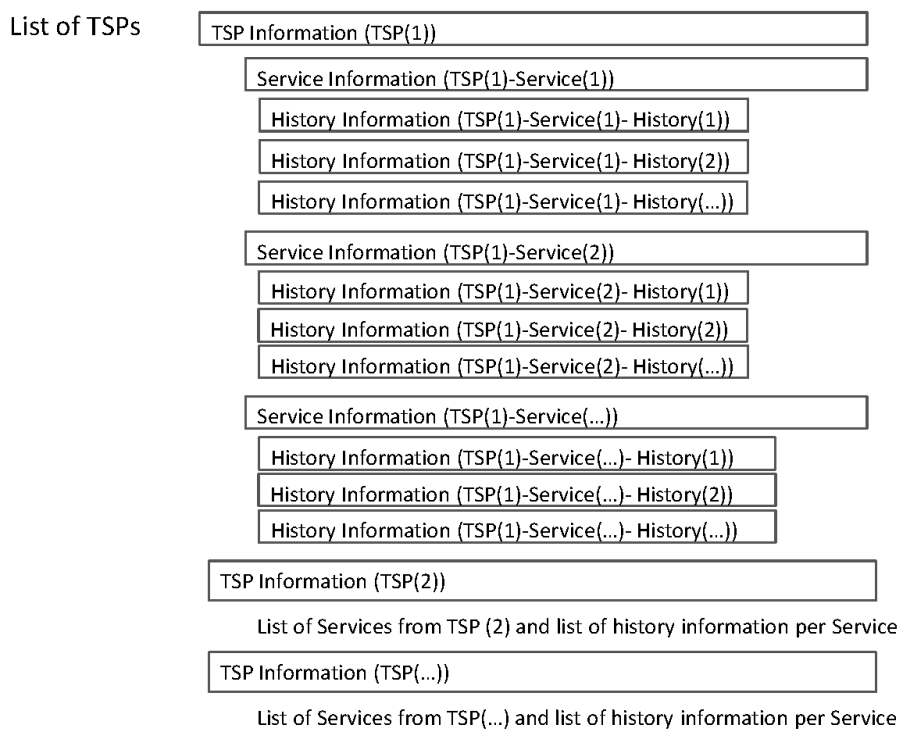 List of TSPs
TSP Information (TSP(1))
Service Information (TSP(1)-Service(1))
History Information (TSP(1)-Service(1)- History(1))
History Information (TSP(1)-Service(1)- History(2))
History Information (TSP(1)-Service(1)- History(...))
Service Information (TSP(1)-Service(2))
History Information (TSP(1)-Service(2)- History(1))
History Information (TSP(1)-Service(2)- History(2))
History Information (TSP(1)-Service(2)- History(...))
Service Information (TSP(1)-Service(...))
History Information (TSP(1)-Service(...)- History(1))
History Information (TSP(1)-Service(...)- History(2))
History Information (TSP(1)-Service(...)- History(...))
TSP Information (TSP(2))
List of Services from TSP (2) and list of history information per Service
TSP Information (TSP(...))
List of Services from TSP(...) and list of history information per Service